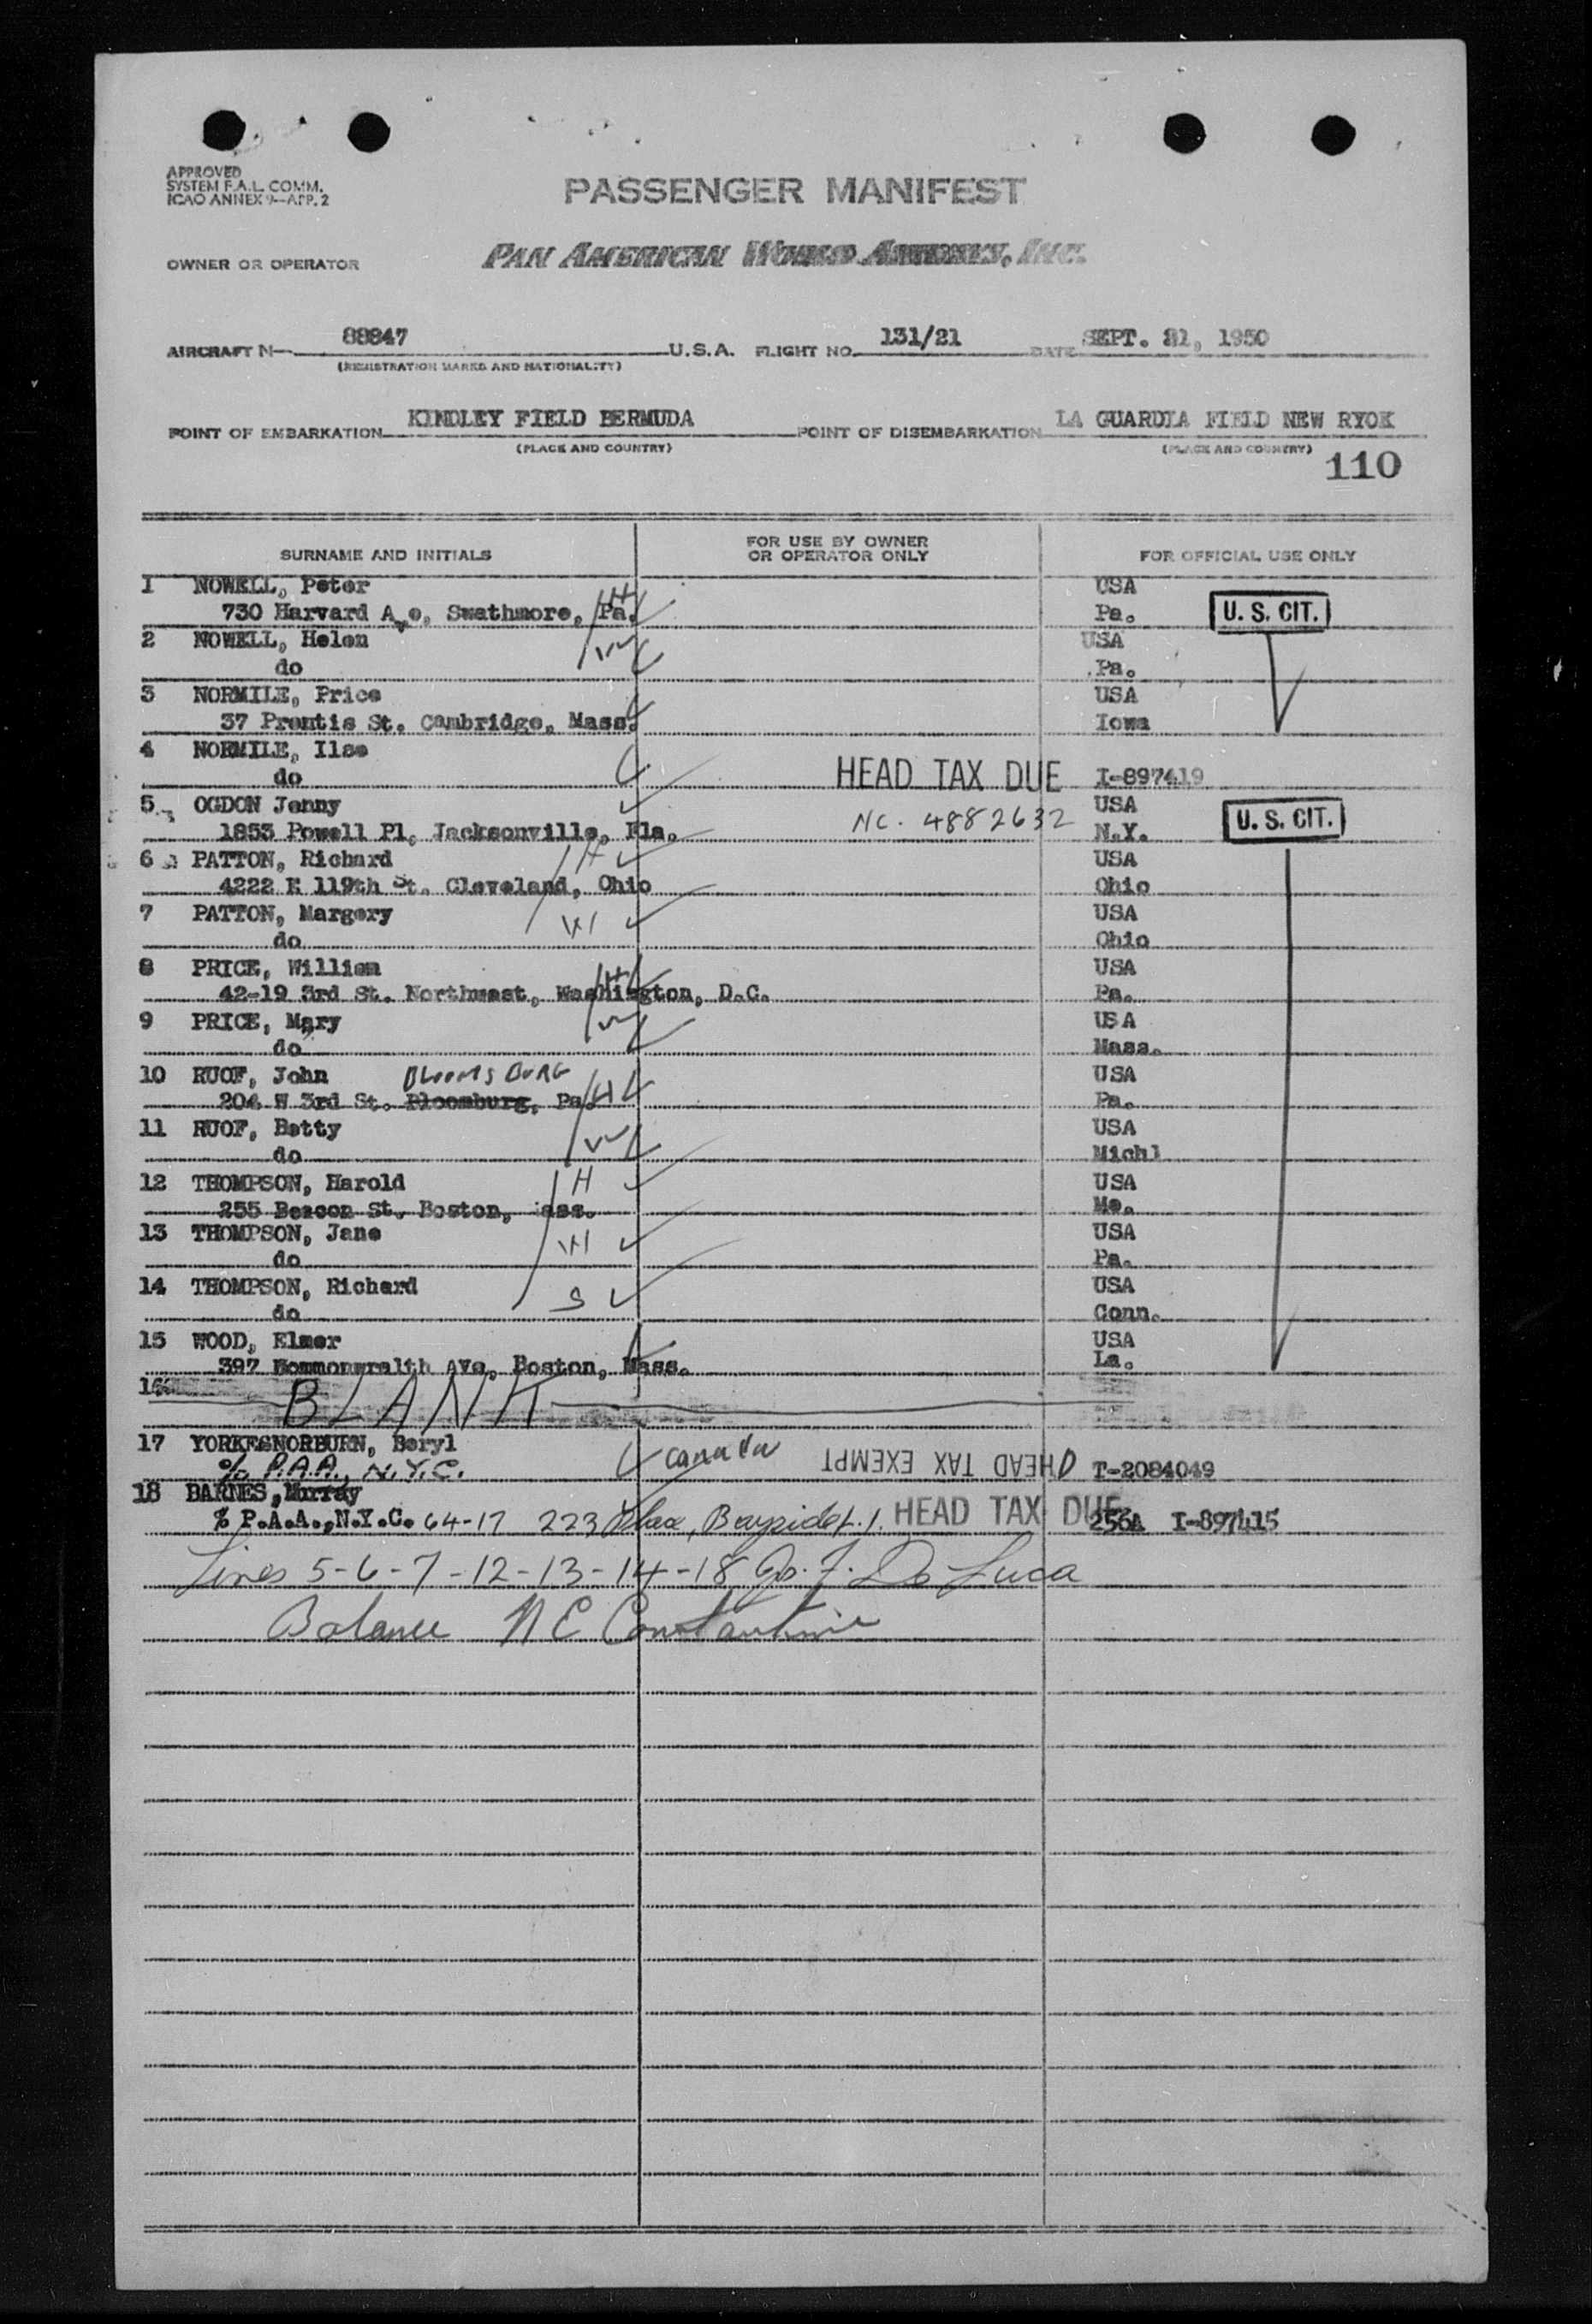 APPROVED
SYSTEM F.A.L. COMM.
ICAO ANNEX 9—APP. 2
PASSENGER MANIFEST
OWNER OR OPERATOR PAN AMERICAN WORLD AIRWAYS, INC.
AIRCRAFT N— 88847 U.S.A. FLIGHT NO. 131/21 DATE SEPT. 21, 1950
(REGISTRATION MARKS AND NATIONALITY)
POINT OF EMBARKATION KINDLEY FIELD BERMUDA POINT OF DISEMBARKATION LA GUARDIA FIELD NEW RYOK
(PLACE AND COUNTRY) (PLACE AND COUNTRY)
110
SURNAME AND INITIALS FOR USE BY OWNER OR OPERATOR ONLY FOR OFFICIAL USE ONLY
1 NOWELL, Peter H USA
730 Harvard Ave, Swathmore, Pa. Pa. U. S. CIT.
2 NOWELL, Helen W USA
do Pa.
3 NORMILE, Price USA
37 Prentis St. Cambridge, Mass. Iowa
4 NORMILE, Ilse
do HEAD TAX DUE I-897419
5 OGDON Jenny USA
1853 Powell Pl, Jacksonville, Fla. NC. 4882632 N.Y. U. S. CIT.
6 PATTON, Richard H USA
4222 E 119th St. Cleveland, Ohio Ohio
7 PATTON, Margery W USA
do Ohio
8 PRICE, William H USA
42-19 3rd St. Northwest, Washington, D.C. Pa.
9 PRICE, Mary W USA
do Mass.
10 RUOF, John BLOOMSBURG USA
204 W 3rd St. Bloomburg, Pa. H Pa.
11 RUOF, Betty W USA
do Michl
12 THOMPSON, Harold H USA
255 Beacon St. Boston, ass. Me.
13 THOMPSON, Jane W USA
do Pa.
14 THOMPSON, Richard S USA
do Conn.
15 WOOD, Elmer USA
397 Kommonwralth AVe, Boston, Mass. La.
16 BLANK
17 YORKESNORBURN, Beryl Canada HEAD TAX EXEMPT
% P.A.A., N.Y.C. T-2084049
18 BARNES, Murray
% P.A.A.,N.Y.C. 64-17 223 Place, Bayside L.I. HEAD TAX DUE 256A I-897415
Lines 5-6-7-12-13-14-18 De Luca
Balance N E Constantine